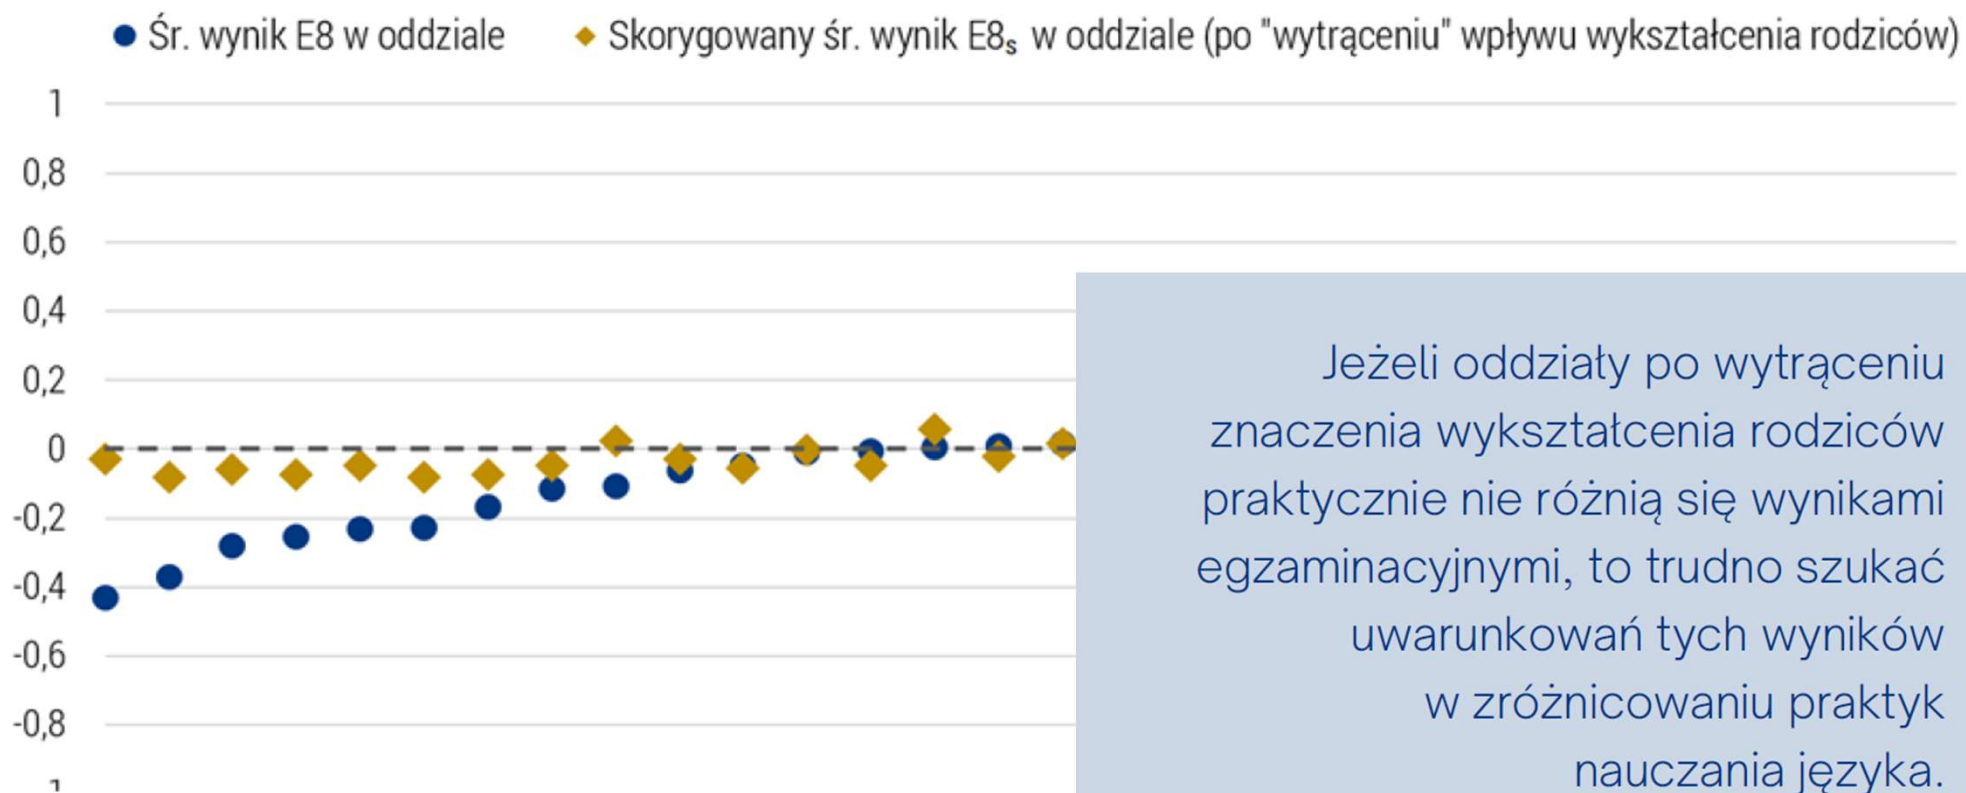 Śr. wynik E8 w oddziale
Skorygowany śr. wynik E8s w oddziale (po "wytrąceniu" wpływu wykształcenia rodziców)
1
0,8
0,6
0,4
0,2
0
-0,2
-0,4
-0,6
-0,8
Jeżeli oddziały po wytrąceniu
znaczenia wykształcenia rodziców
praktycznie nie różnią się wynikami
egzaminacyjnymi, to trudno szukać
uwarunkowań tych wyników
w zróżnicowaniu praktyk
nauczania języka.